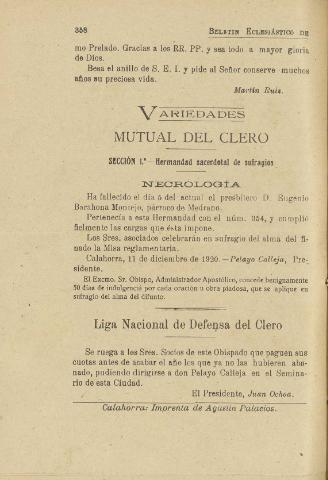 358 BOLETIN ECLESIÁSTICO DE
mo Prelado. Gracias a los RR. PP. y sea todo a mayor gloria
de Dios.
Besa el anillo de S. E. I. y pide al Señor conserve muchos
años su preciosa vida.
Martín Ruiz.
VARIEDADES
MUTUAL DEL CLERO
SECCIÓN 1.ª—Hermandad sacerdotal de sufragios
NECROLOGÍA
Ha fallecido el día 5 del actual el presbítero D. Eugenio
Barahona Montejo, párroco de Medrano.
Pertenecía a esta Hermandad con el núm. 254, y cumplió
fielmente las cargas que ésta impone.
Los Sres. asociados celebrarán en sufragio del alma del fi-
nado la Misa reglamentaria.
Calahorra, 11 de diciembre de 1920.—Pelayo Calleja, Pre-
sidente.
El Excmo. Sr. Obispo, Administrador Apostólico, concede benignamente
50 días de indulgencia por cada oración u obra piadosa, que se aplique en
sufragio del alma del difunto.
Liga Nacional de Defensa del Clero
Se ruega a los Sres. Socios de este Obispado que paguen sus
cuotas antes de acabar el año los que ya no las hubieren abo-
nado, pudiendo dirigirse a don Pelayo Calleja en el Semina-
rio de esta Ciudad.
El Presidente, Juan Ochoa.
Calahorra: Imprenta de Agustín Palacios.